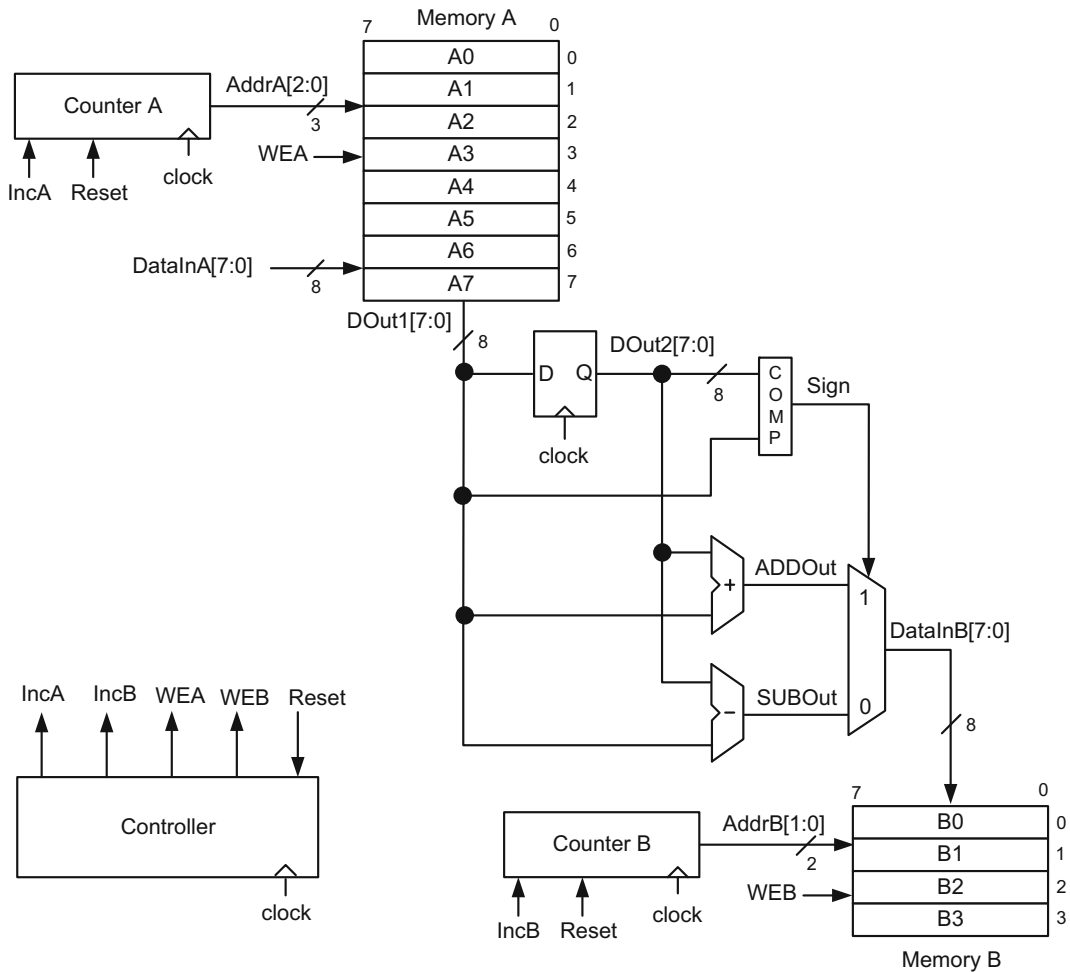 Memory A
7
0
A0
0
A1
1
A2
2
A3
3
A4
4
A5
5
A6
6
A7
7
Counter A
AddrA[2:0]
3
IncA
Reset
clock
WEA
DataInA[7:0]
8
DOut1[7:0]
8
D
Q
clock
DOut2[7:0]
8
C
O
M
P
Sign
+
ADDOut
1
DataInB[7:0]
-
SUBOut
0
8
IncA
IncB
WEA
WEB
Reset
Controller
clock
Counter B
AddrB[1:0]
2
IncB
Reset
clock
WEB
7
0
B0
0
B1
1
B2
2
B3
3
Memory B